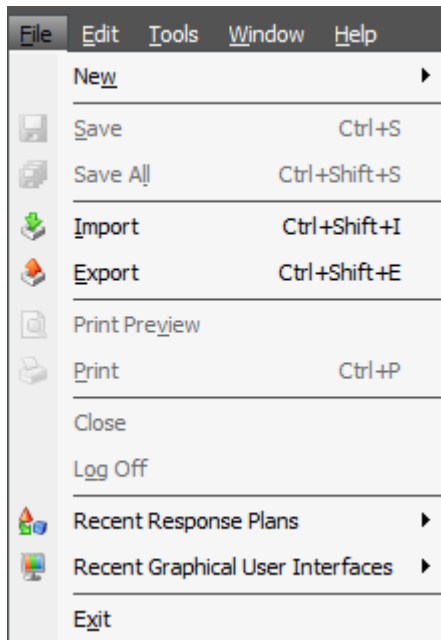 File Edit Tools Window Help
New
Save Ctrl+S
Save All Ctrl+Shift+S
Import Ctrl+Shift+I
Export Ctrl+Shift+E
Print Preview
Print Ctrl+P
Close
Log Off
Recent Response Plans
Recent Graphical User Interfaces
Exit